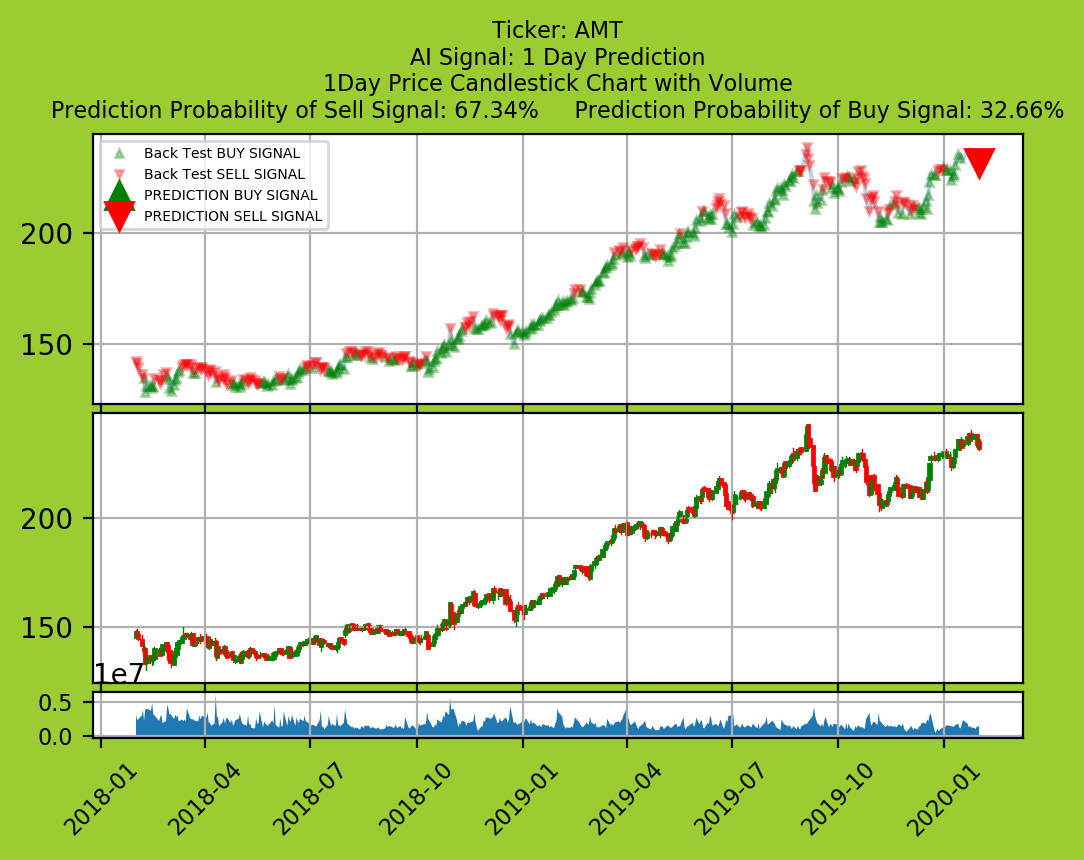 Ticker: AMT
AI Signal: 1 Day Prediction
1Day Price Candlestick Chart with Volume
Prediction Probability of Sell Signal: 67.34% Prediction Probability of Buy Signal: 32.66%
Back Test BUY SIGNAL
Back Test SELL SIGNAL
PREDICTION BUY SIGNAL
PREDICTION SELL SIGNAL
200
150
200
150
1e7
0.5
0.0
2018-01 2018-04 2018-07 2018-10 2019-01 2019-04 2019-07 2019-10 2020-01